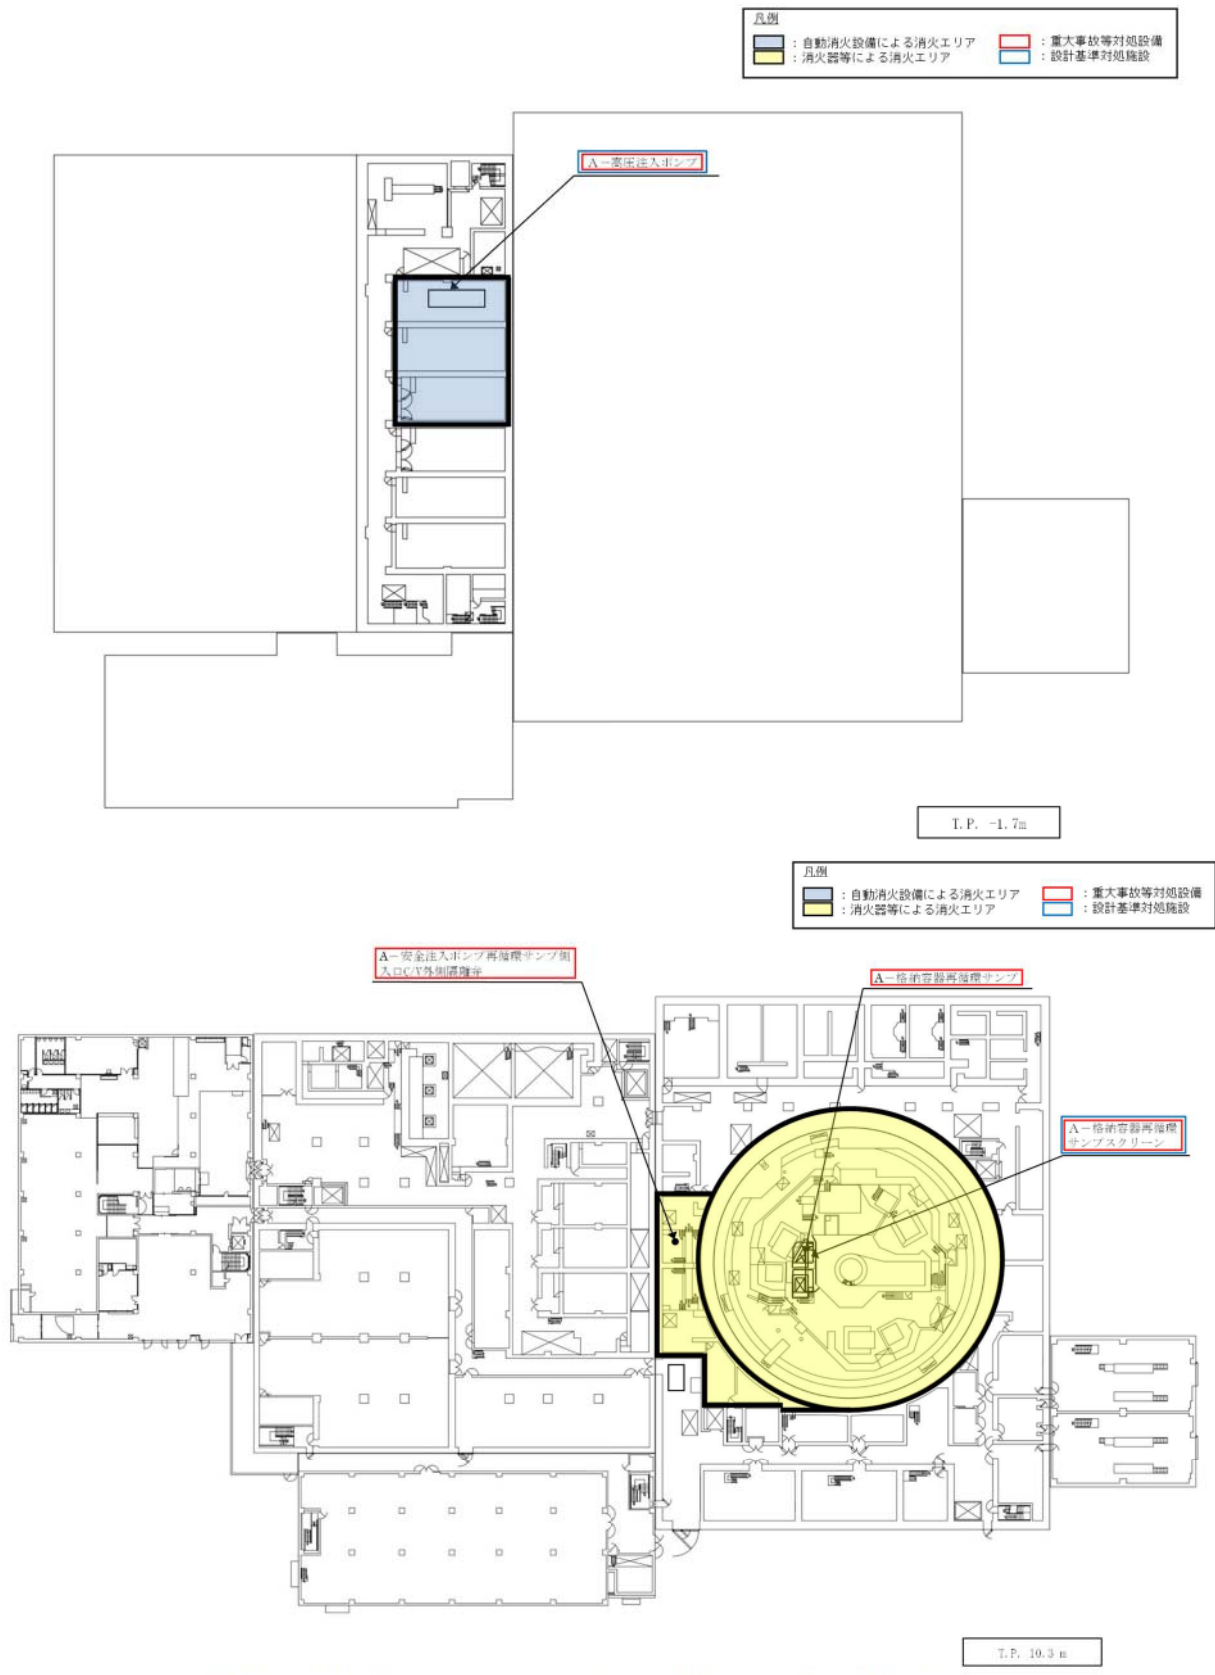 凡例
：自動消火設備による消火エリア
：重大事故等対処設備
：消火器等による消火エリア
：設計基準対処施設
A－高圧注入ポンプ
T.P. -1.7m
凡例
：自動消火設備による消火エリア
：重大事故等対処設備
：消火器等による消火エリア
：設計基準対処施設
A－安全注入ポンプ再循環サンプ側
入口C/V外側隔離弁
A－格納容器再循環サンプ
A－格納容器再循環
サンプスクリーン
T.P. 10.3 m